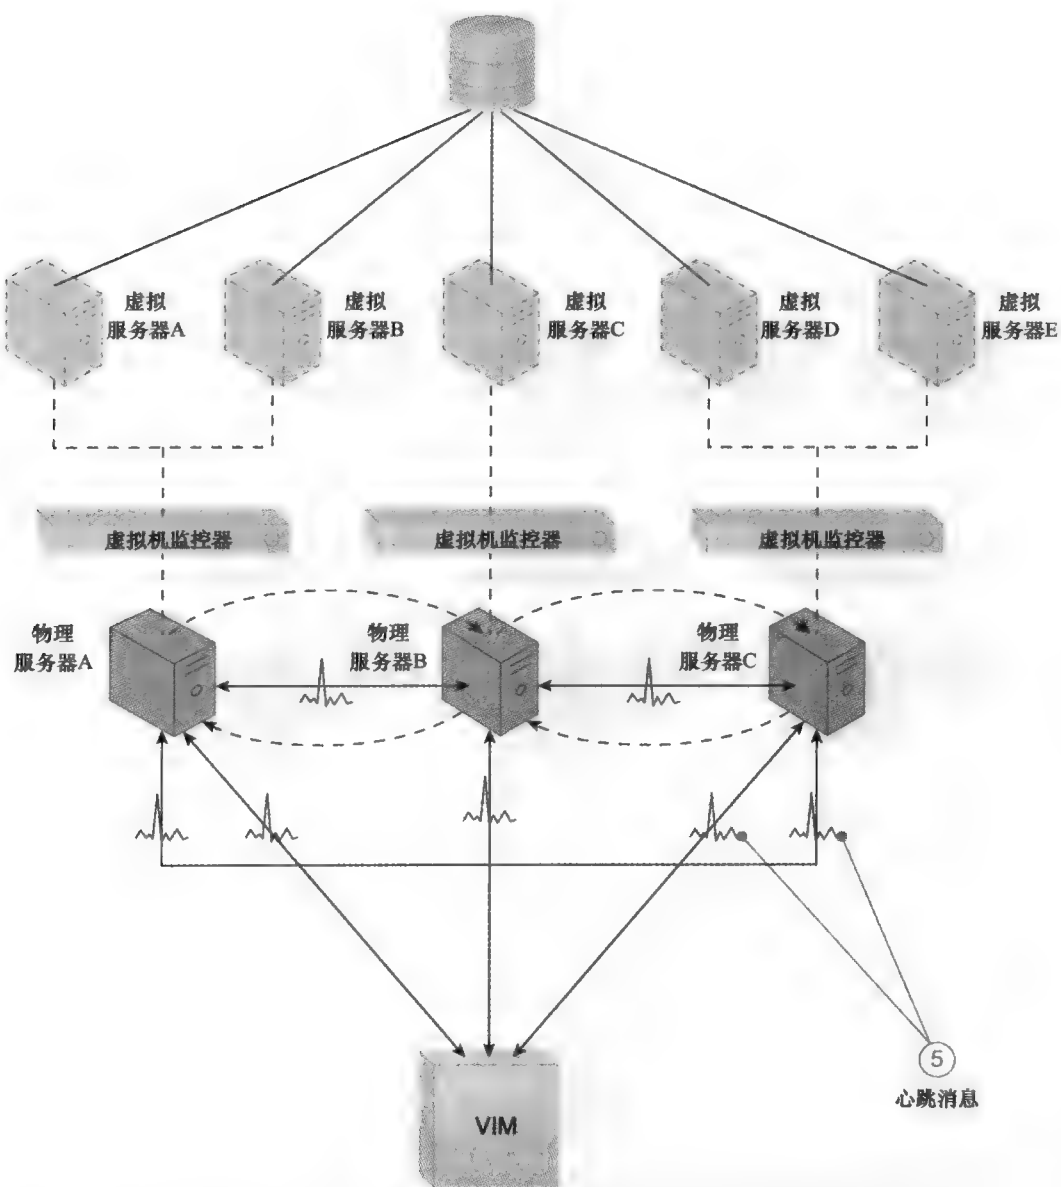 虚拟
服务器A
虚拟
服务器B
虚拟
服务器C
虚拟
服务器D
虚拟
服务器E
虚拟机监控器
虚拟机监控器
虚拟机监控器
物理
服务器A
物理
服务器B
物理
服务器C
5
心跳消息
VIM